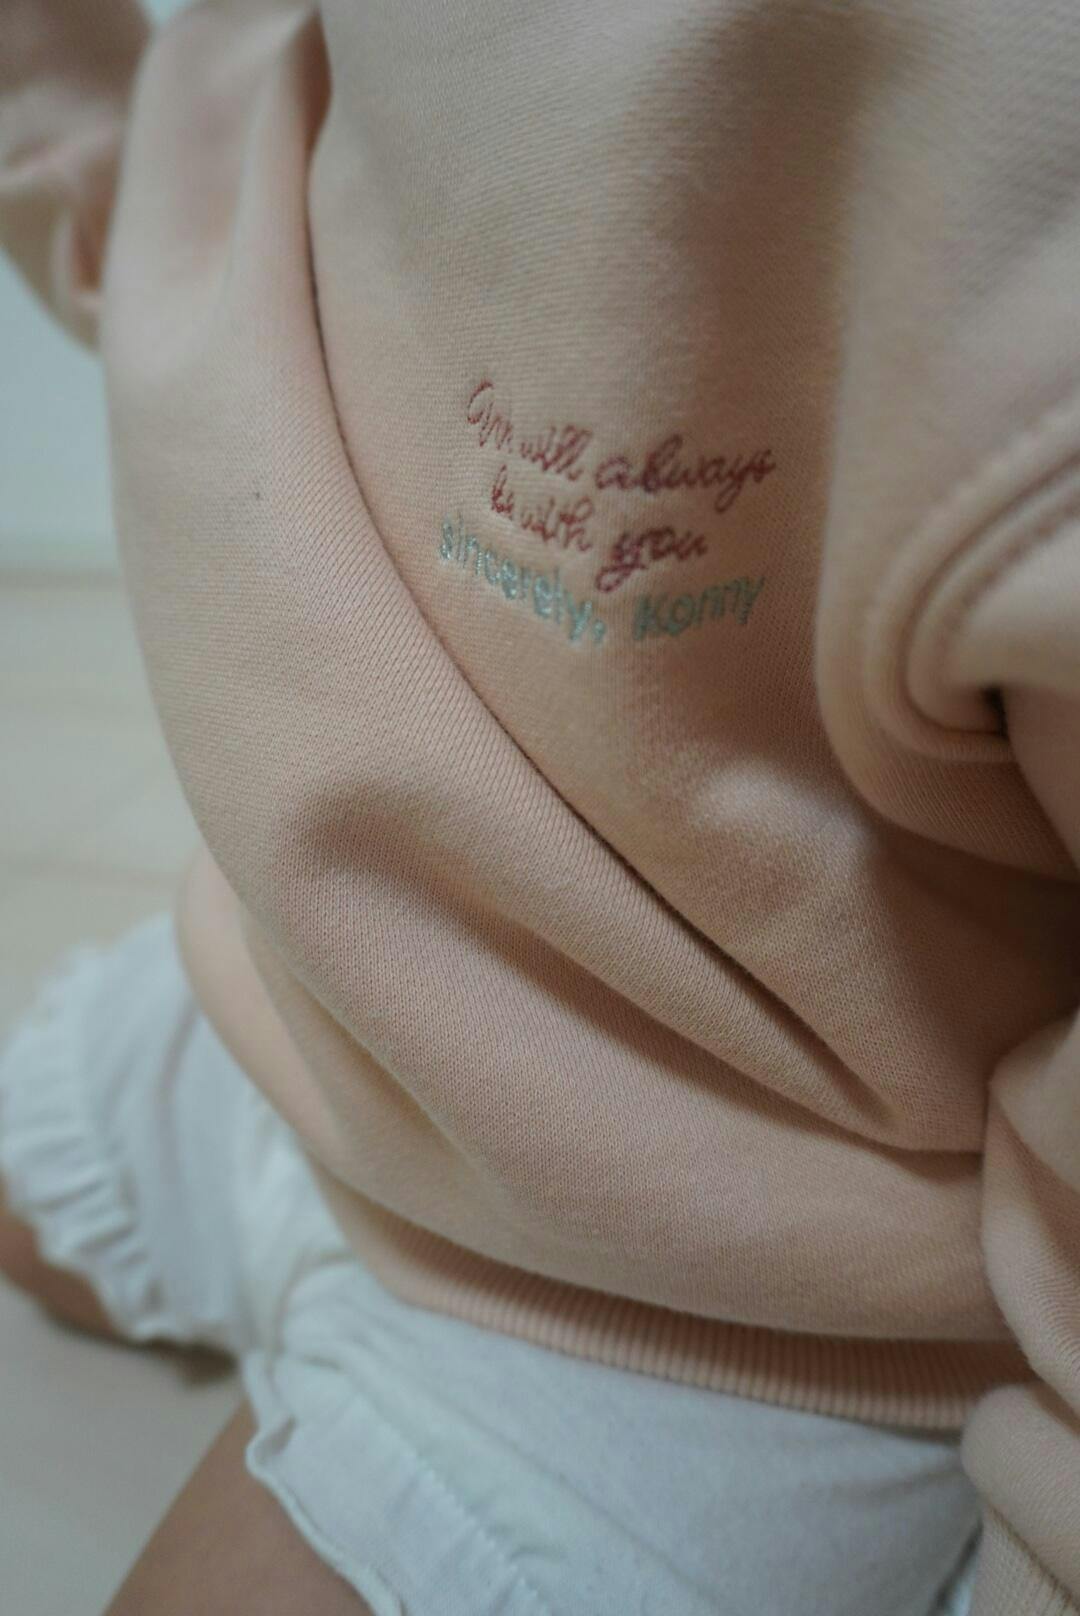 will always
be with you
sincerely, Konny